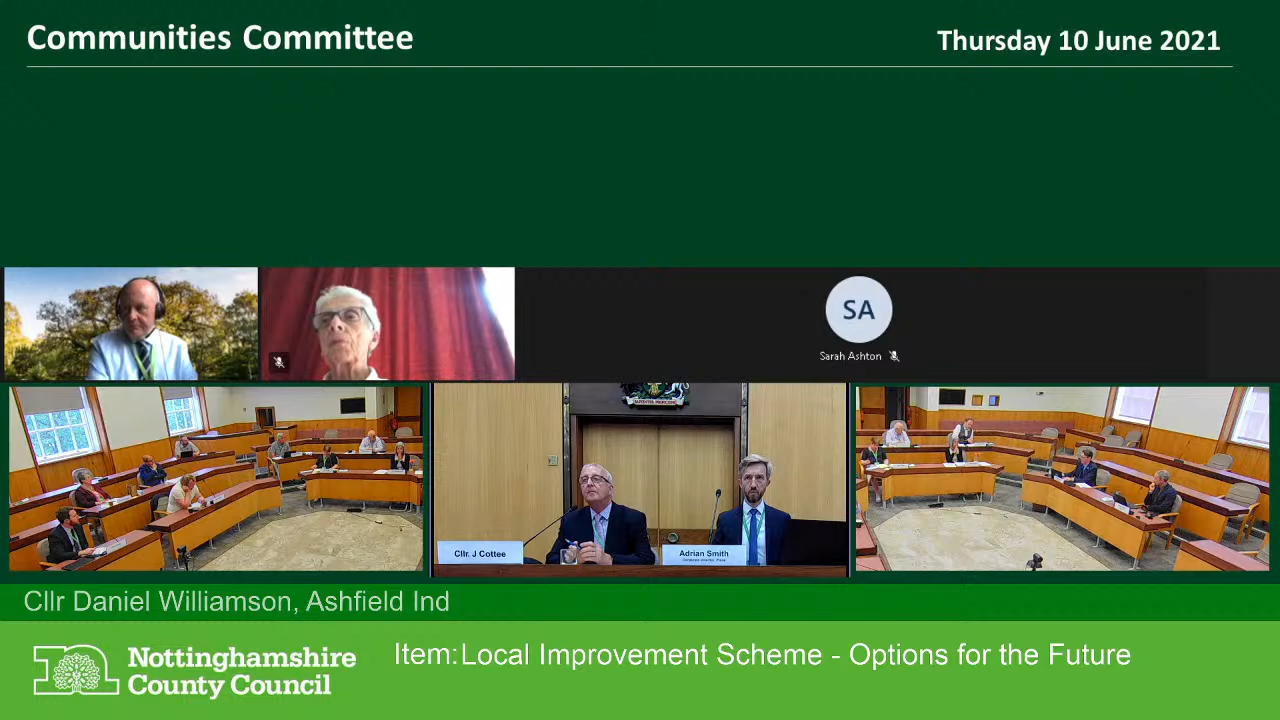 Communities Committee
Thursday 10 June 2021
SA
Sarah Ashton
Cllr. J Cottee
Adrian Smith
Cllr Daniel Williamson, Ashfield Ind
Nottinghamshire
County Council
Item:Local Improvement Scheme - Options for the Future